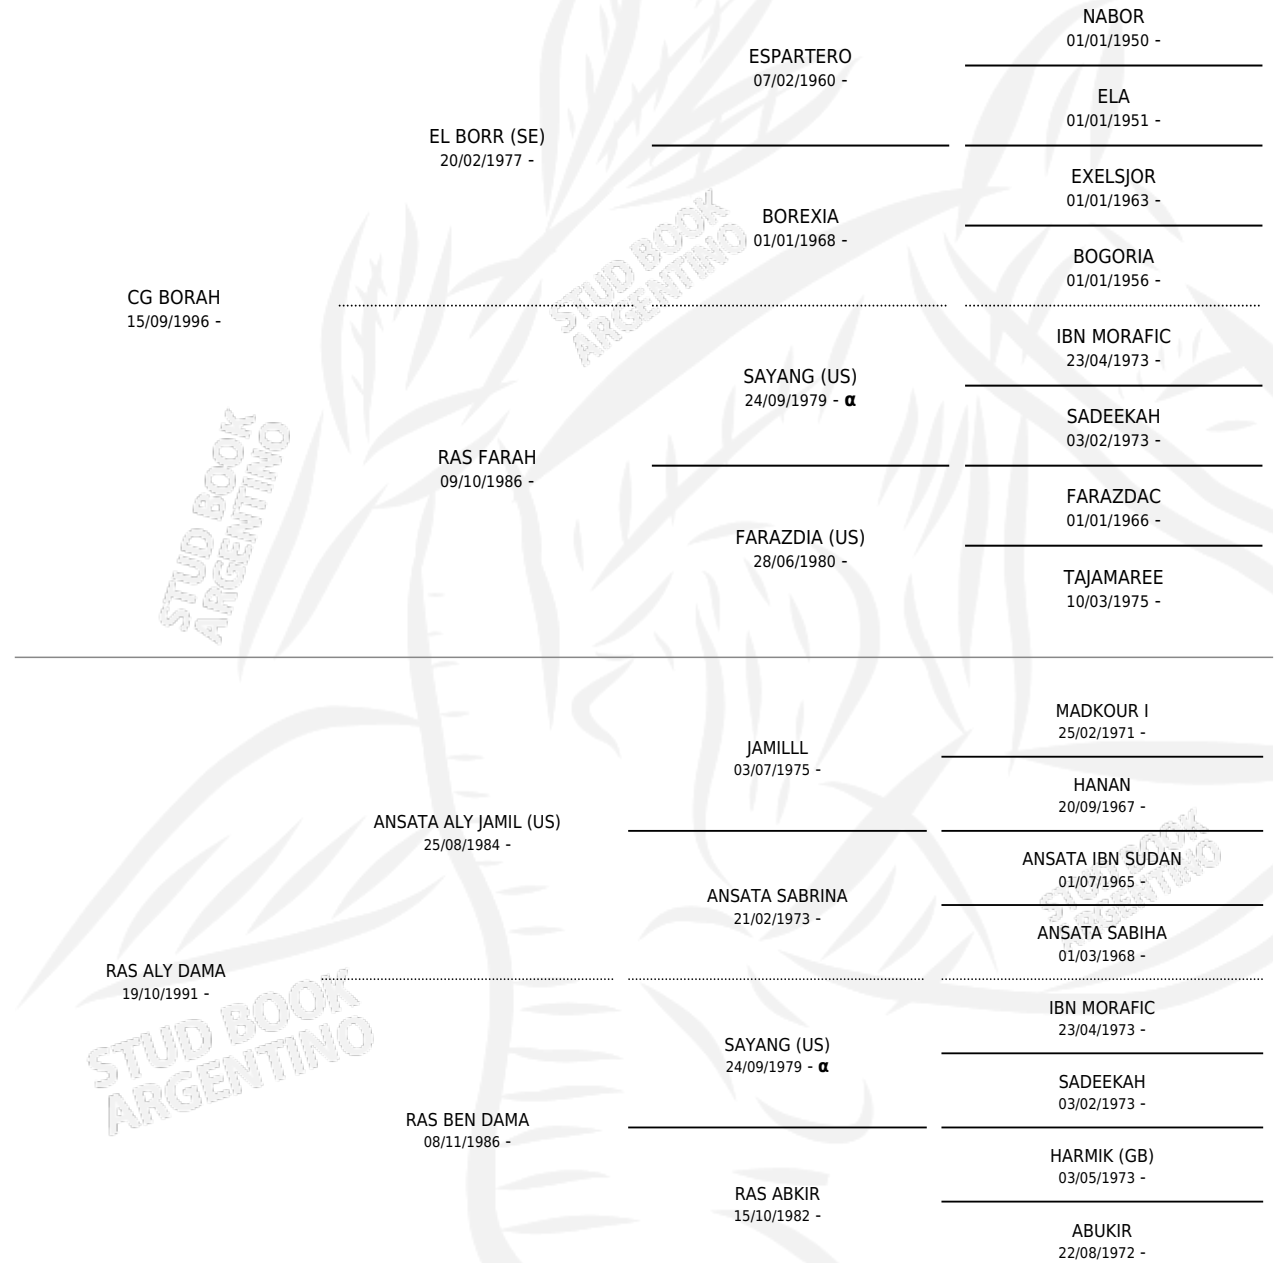 NABOR
01/01/1950 -
ESPARTERO
07/02/1960 -
ELA
01/01/1951 -
EL BORR (SE)
20/02/1977 -
EXELSJOR
01/01/1963 -
BOREXIA
01/01/1968 -
BOGORIA
01/01/1956 -
CG BORAH
15/09/1996 -
IBN MORAFIC
23/04/1973 -
SAYANG (US)
24/09/1979 - α
SADEEKAH
03/02/1973 -
RAS FARAH
09/10/1986 -
FARAZDAC
01/01/1966 -
FARAZDIA (US)
28/06/1980 -
TAJAMAREE
10/03/1975 -
MADKOUR I
25/02/1971 -
JAMILLL
03/07/1975 -
HANAN
20/09/1967 -
ANSATA ALY JAMIL (US)
25/08/1984 -
ANSATA IBN SUDAN
01/07/1965 -
ANSATA SABRINA
21/02/1973 -
ANSATA SABIHA
01/03/1968 -
RAS ALY DAMA
19/10/1991 -
IBN MORAFIC
23/04/1973 -
SAYANG (US)
24/09/1979 - α
SADEEKAH
03/02/1973 -
RAS BEN DAMA
08/11/1986 -
HARMIK (GB)
03/05/1973 -
RAS ABKIR
15/10/1982 -
ABUKIR
22/08/1972 -
STUD BOOK
ARGENTINO
STUD BOOK
ARGENTINO
STUD BOOK
ARGENTINO
STUD BOOK
ARGENTINO